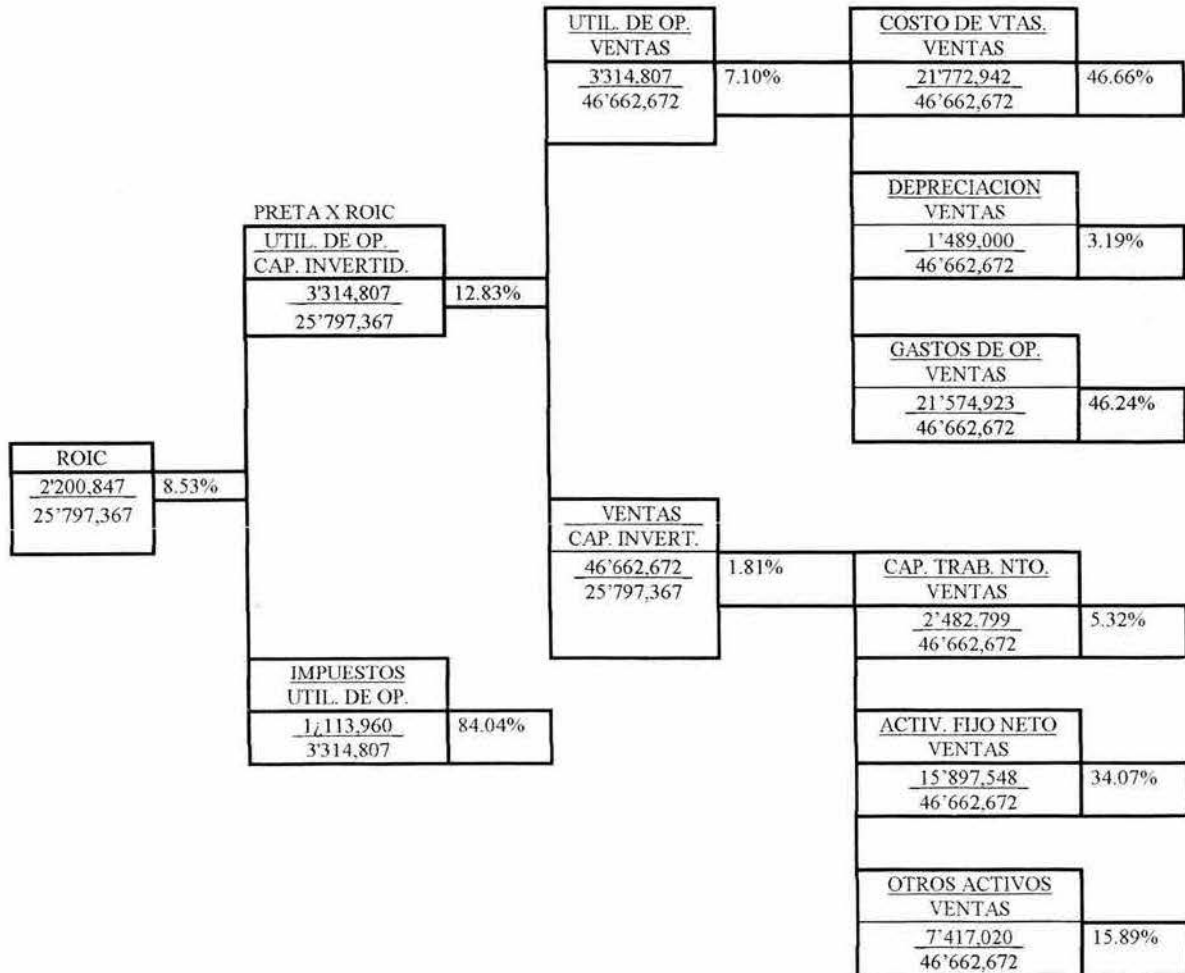 UTIL. DE OP.
VENTAS
3'314,807
46'662,672
7.10%
COSTO DE VTAS.
VENTAS
21'772,942
46'662,672
46.66%
DEPRECIACION
VENTAS
1'489,000
46'662,672
3.19%
GASTOS DE OP.
VENTAS
21'574,923
46'662,672
46.24%
PRETA X ROIC
UTIL. DE OP.
CAP. INVERTID.
3'314,807
25'797,367
12.83%
ROIC
2'200,847
25'797,367
8.53%
VENTAS
CAP. INVERT.
46'662,672
25'797,367
1.81%
CAP. TRAB. NTO.
VENTAS
2'482,799
46'662,672
5.32%
IMPUESTOS
UTIL. DE OP.
1¿113,960
3'314,807
84.04%
ACTIV. FIJO NETO
VENTAS
15'897,548
46'662,672
34.07%
OTROS ACTIVOS
VENTAS
7'417,020
46'662,672
15.89%